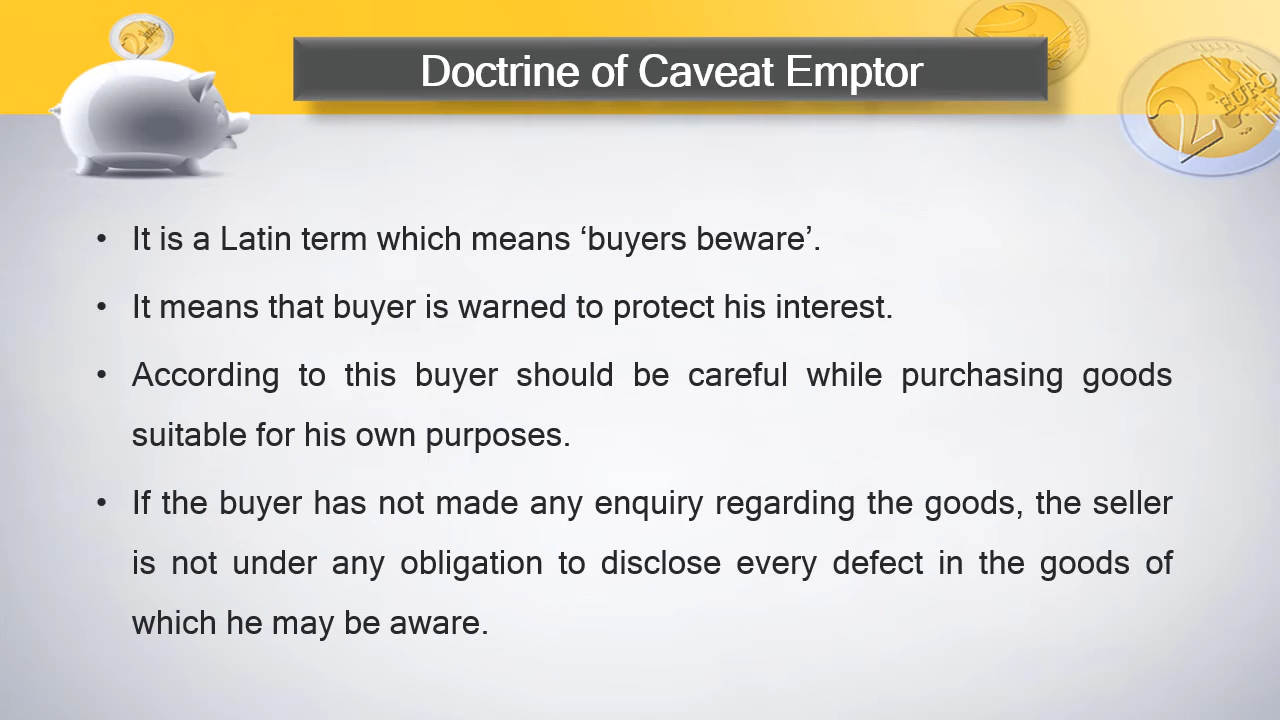 Doctrine of Caveat Emptor
• It is a Latin term which means ‘buyers beware’.
• It means that buyer is warned to protect his interest.
• According to this buyer should be careful while purchasing goods
suitable for his own purposes.
• If the buyer has not made any enquiry regarding the goods, the seller
is not under any obligation to disclose every defect in the goods of
which he may be aware.
2 EURO
2